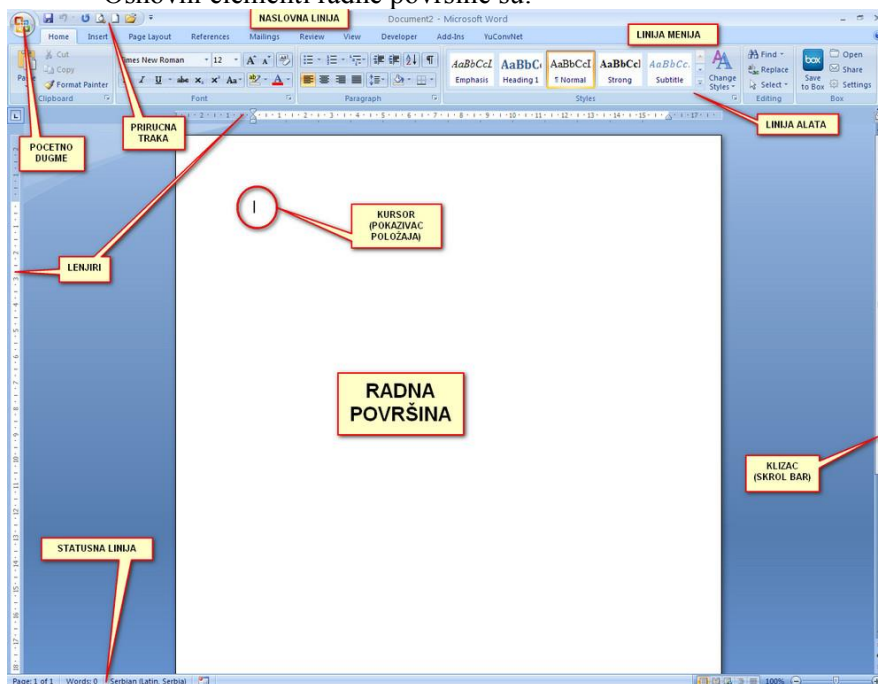 Osnovni elementi radne površine su:
NASLOVNA LINIJA
Document2 - Microsoft Word
LINIJA MENIJA
Home Insert Page Layout References Mailings Review View Developer Add-Ins YuConvNet
Cut
Copy
Format Painter
Clipboard
Times New Roman 12
Font
Paragraph
AaBbCcL AaBbC AaBbCcI AaBbCcl AaBbCc.
Emphasis Heading 1 ¶ Normal Strong Subtitle
Change Styles
Styles
Find
Replace
Select
Editing
box
Save to Box
Open
Share
Settings
Box
POCETNO
DUGME
PRIRUCNA
TRAKA
LINIJA ALATA
KURSOR
(POKAZIVAC
POLOŽAJA)
LENJIRI
RADNA
POVRŠINA
KLIZAC
(SKROL BAR)
STATUSNA LINIJA
Page: 1 of 1 Words: 0 Serbian (Latin, Serbia) 100%